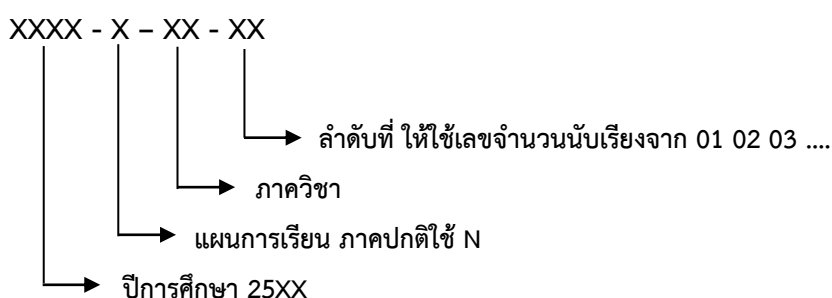 XXXX - X – XX - XX
ลำดับที่ ให้ใช้เลขจำนวนนับเรียงจาก 01 02 03 ....
ภาควิชา
แผนการเรียน ภาคปกติใช้ N
ปีการศึกษา 25XX